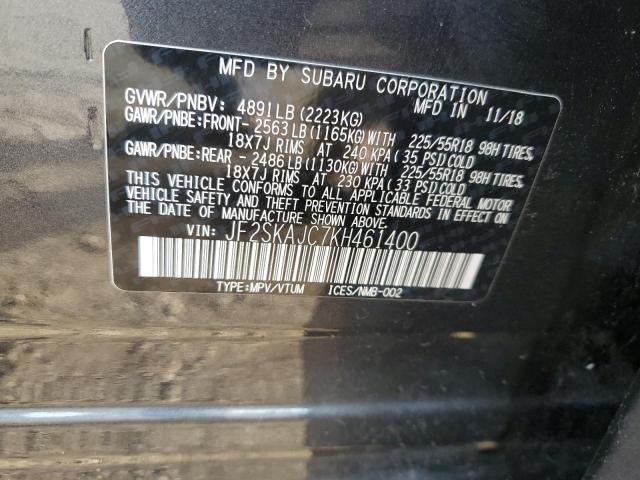 MFD BY SUBARU CORPORATION
GVWR/PNBV: 4891LB(2223KG) MFD IN 11/18
GAWR/PNBE:FRONT- 2563LB(1165KG)WITH 225/55R18 98H TIRES,
18X7J RIMS AT 240 KPA(35 PSI)COLD
GAWR/PNBE:REAR - 2486LB(1130KG)WITH 225/55R18 98H TIRES,
18X7J RIMS AT 230 KPA(33 PSI)COLD
THIS VEHICLE CONFORMS TO ALL APPLICABLE FEDERAL MOTOR
VEHICLE SAFETY AND THEFT PREVENTION STANDARDS IN EFFECT
ON THE DATE OF MANUFACTURE SHOWN ABOVE.
VIN: JF2SKAJC7KH461400
TYPE:MPV/VTUM ICES/NMB-002